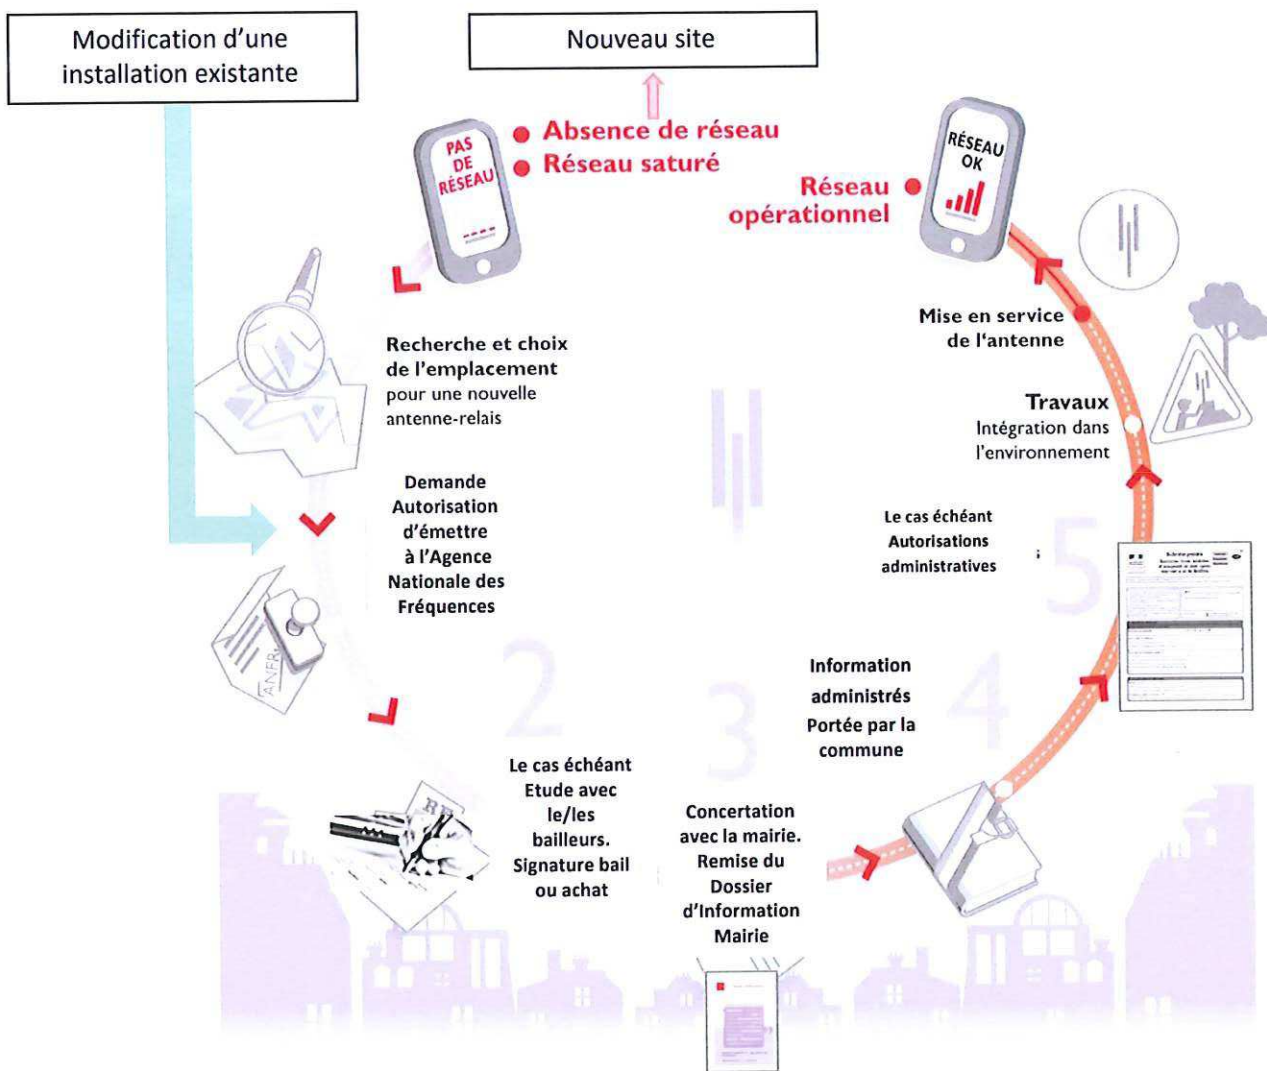 Modification d'une
installation existante
Nouveau site
PAS
DE
RÉSEAU
Absence de réseau
Réseau saturé
RÉSEAU
OK
Réseau
opérationnel
Recherche et choix
de l'emplacement
pour une nouvelle
antenne-relais
Mise en service
de l'antenne
Travaux
Intégration dans
l'environnement
Demande
Autorisation
d'émettre
à l'Agence
Nationale des
Fréquences
Le cas échéant
Autorisations
administratives
;
5
ANFR
2
3
4
Information
administrés
Portée par la
commune
Le cas échéant
Etude avec
le/les
bailleurs.
Signature bail
ou achat
Concertation
avec la mairie.
Remise du
Dossier
d'Information
Mairie